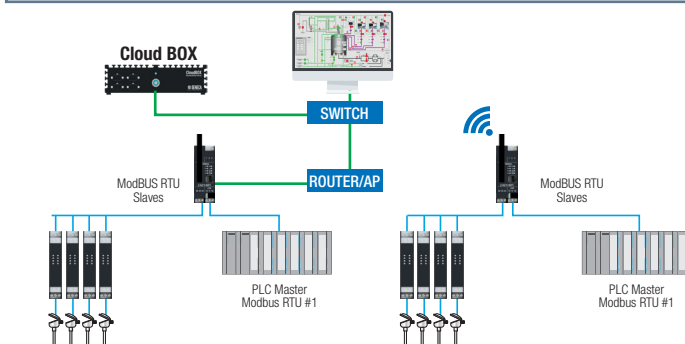 Cloud BOX
CloudBOX
SWITCH
ROUTER/AP
ModBUS RTU
Slaves
PLC Master
Modbus RTU #1
ModBUS RTU
Slaves
PLC Master
Modbus RTU #1